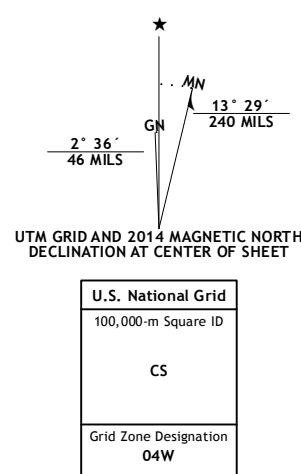 ★
MN
GN
13° 29´
240 MILS
2° 36´
46 MILS
UTM GRID AND 2014 MAGNETIC NORTH
DECLINATION AT CENTER OF SHEET
U.S. National Grid
100,000-m Square ID
CS
Grid Zone Designation
04W